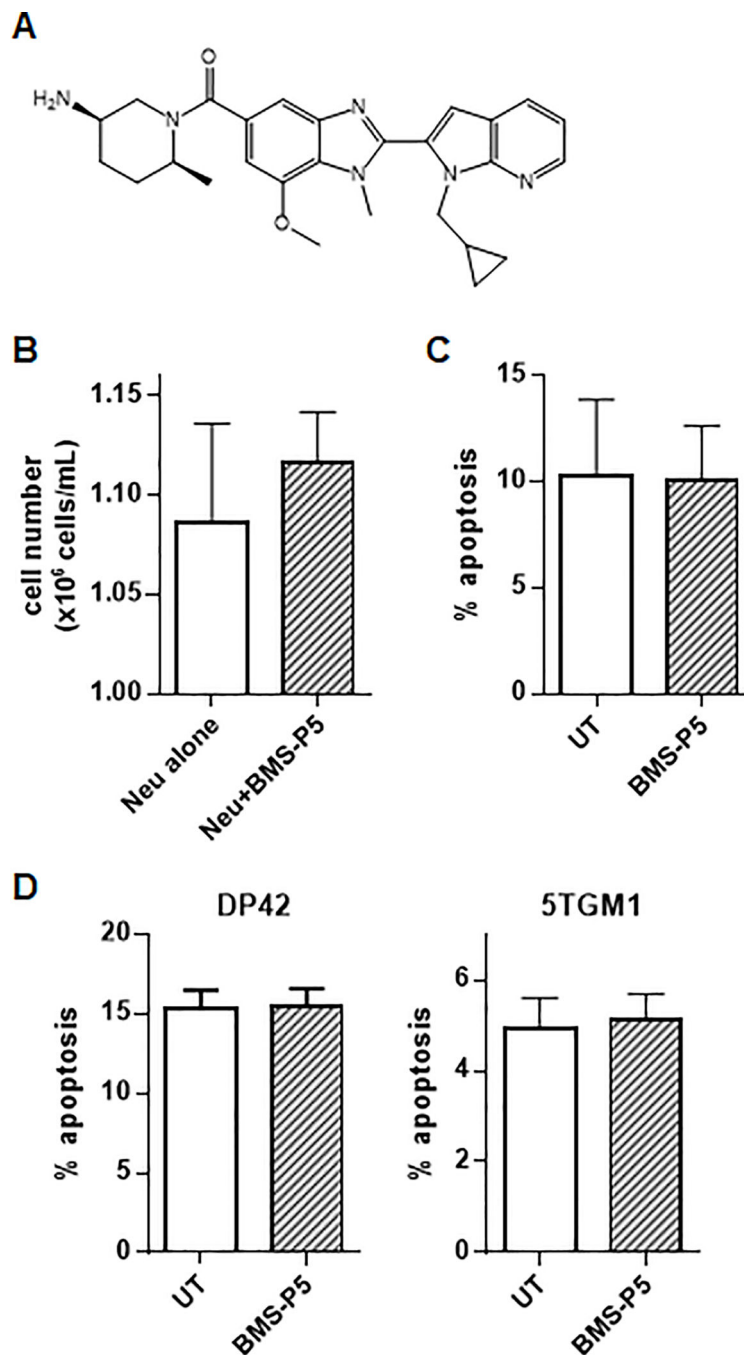 A
O
H₂N
N
N
N
N
N
O
B
cell number
(x10⁶ cells/mL)
1.15
1.10
1.05
1.00
Neu alone
Neu+BMS-P5
C
% apoptosis
15
10
5
0
UT
BMS-P5
D
DP42
% apoptosis
20
15
10
5
0
UT
BMS-P5
5TGM1
% apoptosis
6
4
2
0
UT
BMS-P5